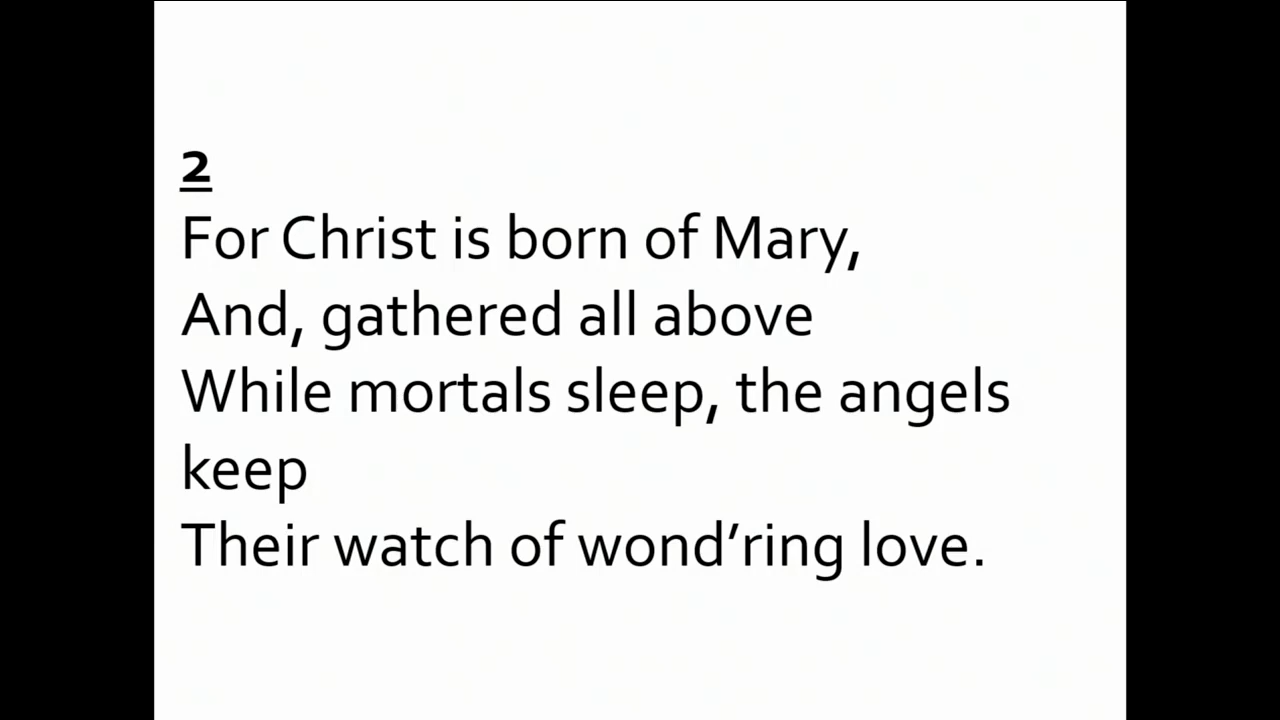 2
For Christ is born of Mary,
And, gathered all above
While mortals sleep, the angels
keep
Their watch of wond’ring love.